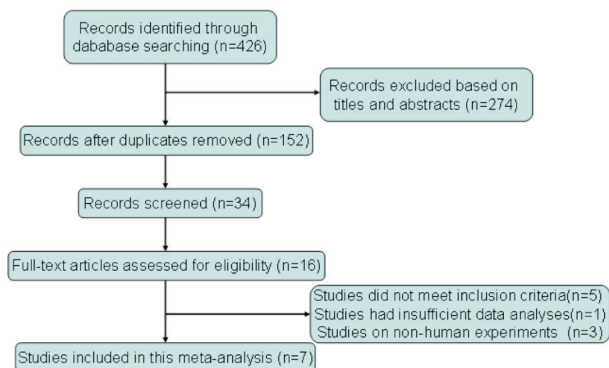 Records identified through
dababase searching (n=426)
Records excluded based on
titles and abstracts (n=274)
Records after duplicates removed (n=152)
Records screened (n=34)
Full-text articles assessed for eligibility (n=16)
Studies did not meet inclusion criteria(n=5)
Studies had insufficient data analyses(n=1)
Studies on non-human experiments (n=3)
Studies included in this meta-analysis (n=7)